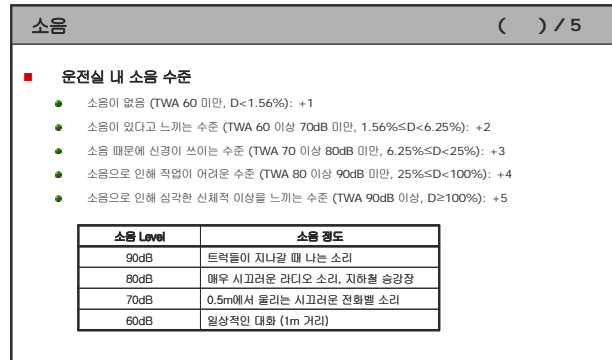 소음 ( ) / 5
운전실 내 소음 수준
소음이 없음 (TWA 60 미만, D<1.56%): +1
소음이 있다고 느끼는 수준 (TWA 60 이상 70dB 미만, 1.56%≤D<6.25%): +2
소음 때문에 신경이 쓰이는 수준 (TWA 70 이상 80dB 미만, 6.25%≤D<25%): +3
소음으로 인해 작업이 어려운 수준 (TWA 80 이상 90dB 미만, 25%≤D<100%): +4
소음으로 인해 심각한 신체적 이상을 느끼는 수준 (TWA 90dB 이상, D≥100%): +5
소음 Level 소음 정도
90dB 트럭들이 지나갈 때 나는 소리
80dB 매우 시끄러운 라디오 소리, 지하철 승강장
70dB 0.5m에서 울리는 시끄러운 전화벨 소리
60dB 일상적인 대화 (1m 거리)